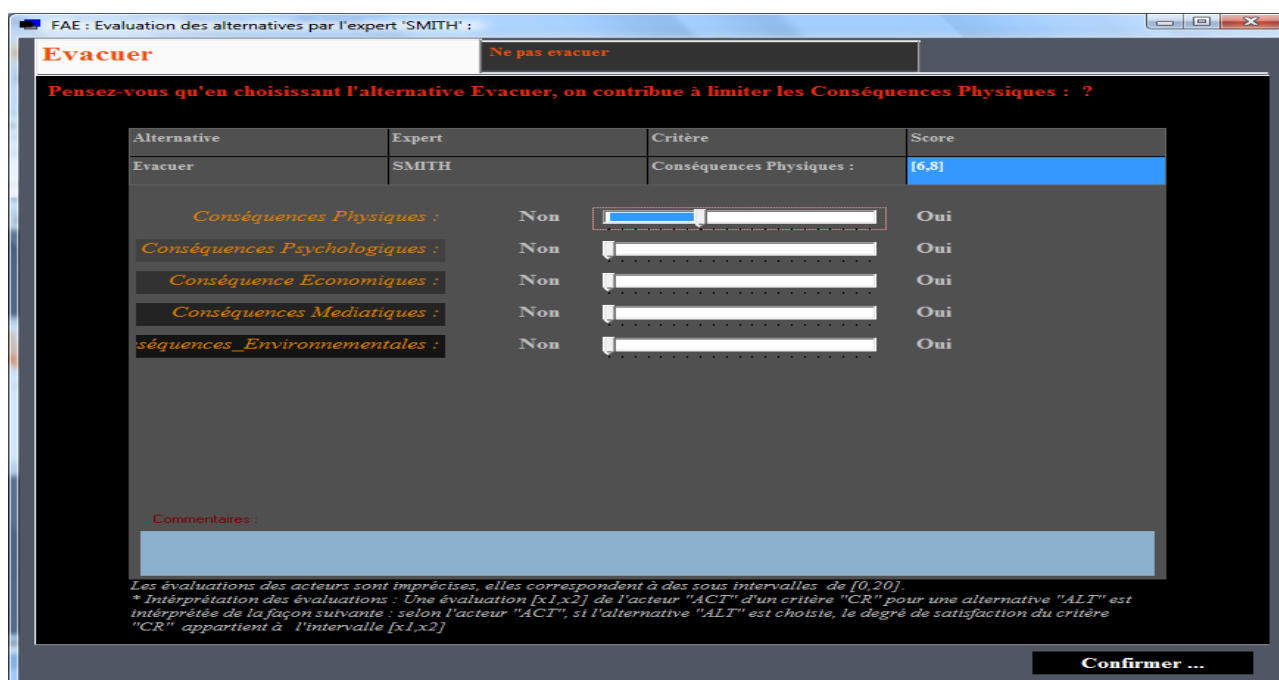 FAE : Evaluation des alternatives par l'expert 'SMITH' :
Evacuer Ne pas evacuer
Pensez-vous qu'en choisissant l'alternative Evacuer, on contribue à limiter les Conséquences Physiques : ?
Alternative Expert Critère Score
Evacuer SMITH Conséquences Physiques : [6,8]
Conséquences Physiques : Non Oui
Conséquences Psychologiques : Non Oui
Conséquence Economiques : Non Oui
Conséquences Mediatiques : Non Oui
séquences_Environnementales : Non Oui
Commentaires :
Les évaluations des acteurs sont imprécises, elles correspondent à des sous intervalles de [0,20].
* Intérprétation des évaluations : Une évaluation [x1,x2] de l'acteur "ACT" d'un critère "CR" pour une alternative "ALT" est
intérprétée de la façon suivante : selon l'acteur "ACT", si l'alternative "ALT" est choisie, le degré de satisfaction du critère
"CR" appartient à l'intervalle [x1,x2]
Confirmer ...